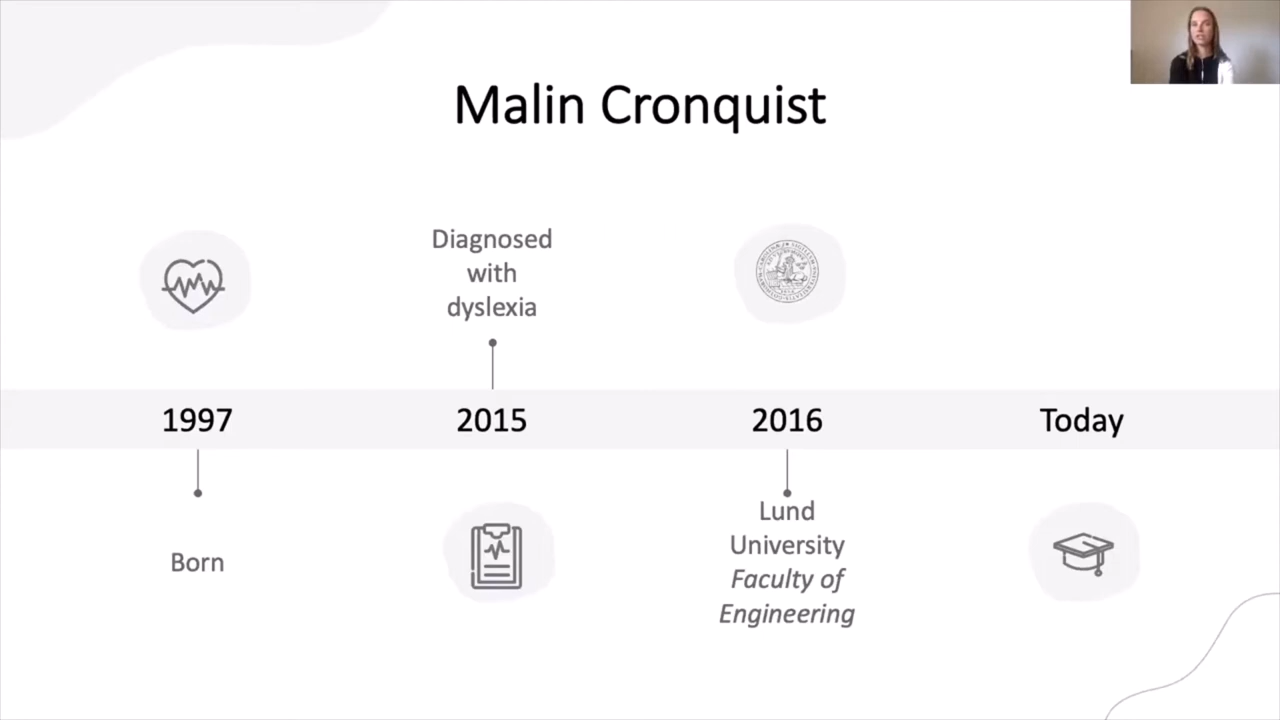 Malin Cronquist
Diagnosed
with
dyslexia
1997
2015
2016
Today
Born
Lund
University
Faculty of
Engineering